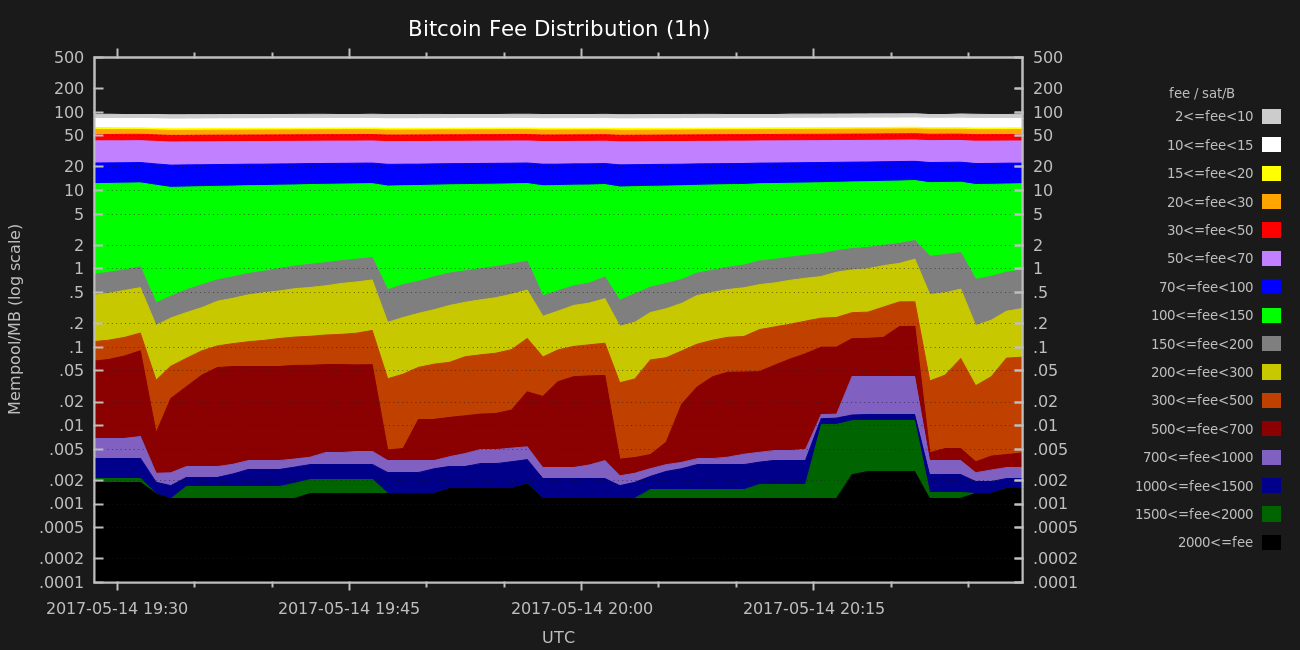 Bitcoin Fee Distribution (1h)
500 500
200 200
100 100
50 50
20 20
10 10
5 5
2 2
1 1
.5 .5
.2 .2
.1 .1
.05 .05
.02 .02
.01 .01
.005 .005
.002 .002
.001 .001
.0005 .0005
.0002 .0002
.0001 .0001
Mempool/MB (log scale)
2017-05-14 19:30 2017-05-14 19:45 2017-05-14 20:00 2017-05-14 20:15
UTC
fee / sat/B
2<=fee<10
10<=fee<15
15<=fee<20
20<=fee<30
30<=fee<50
50<=fee<70
70<=fee<100
100<=fee<150
150<=fee<200
200<=fee<300
300<=fee<500
500<=fee<700
700<=fee<1000
1000<=fee<1500
1500<=fee<2000
2000<=fee